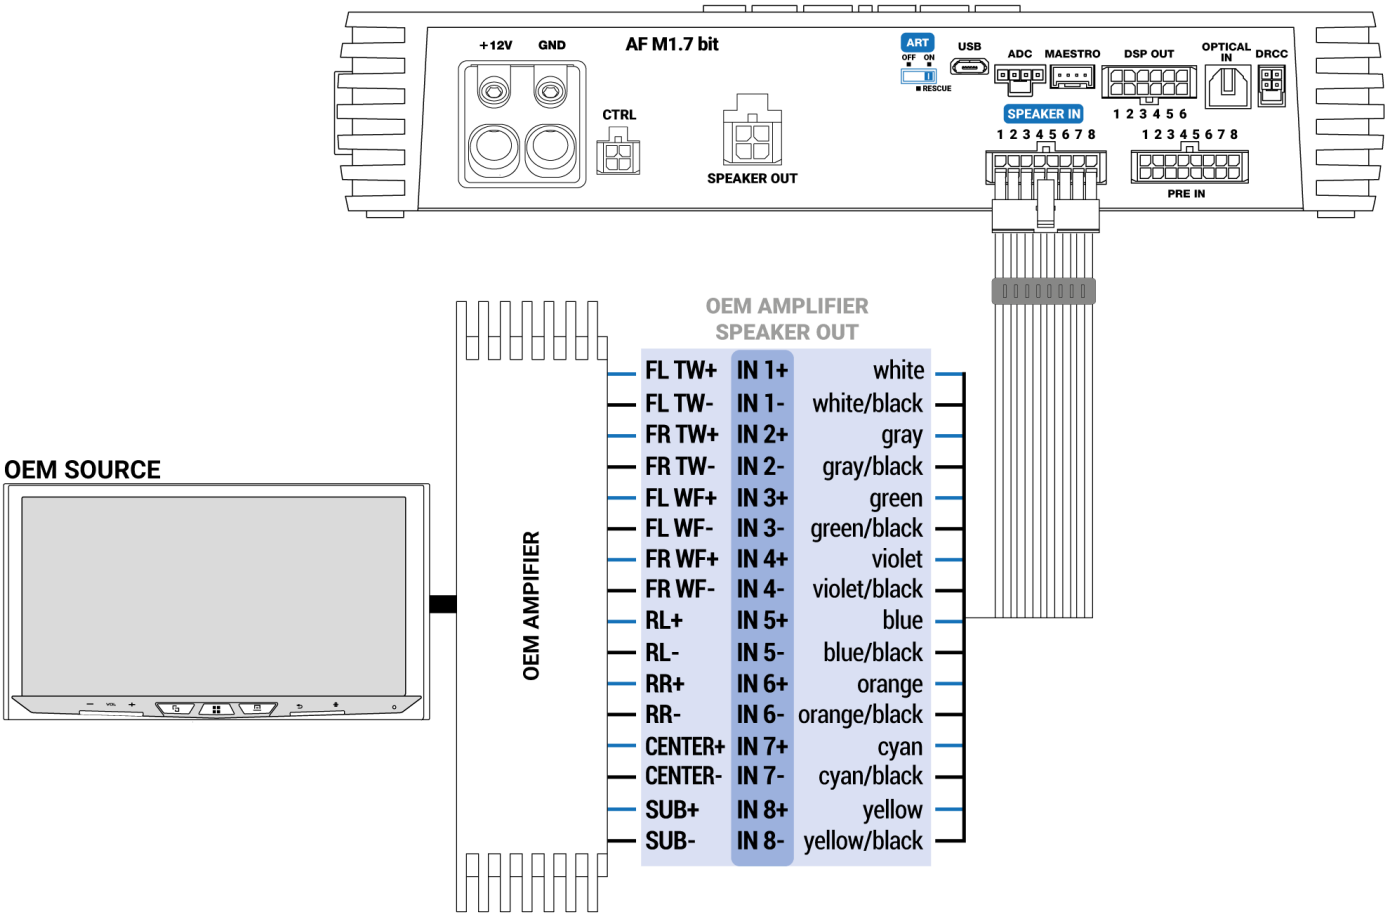 +12V GND
AF M1.7 bit
CTRL
SPEAKER OUT
ART
OFF ON
RESCUE
USB
ADC
MAESTRO
DSP OUT
1 2 3 4 5 6
OPTICAL
IN
DRCC
SPEAKER IN
1 2 3 4 5 6 7 8
1 2 3 4 5 6 7 8
PRE IN
OEM AMPLIFIER
SPEAKER OUT
OEM SOURCE
VOL
OEM AMPIFIER
FL TW+ IN 1+ white
FL TW- IN 1- white/black
FR TW+ IN 2+ gray
FR TW- IN 2- gray/black
FL WF+ IN 3+ green
FL WF- IN 3- green/black
FR WF+ IN 4+ violet
FR WF- IN 4- violet/black
RL+ IN 5+ blue
RL- IN 5- blue/black
RR+ IN 6+ orange
RR- IN 6- orange/black
CENTER+ IN 7+ cyan
CENTER- IN 7- cyan/black
SUB+ IN 8+ yellow
SUB- IN 8- yellow/black